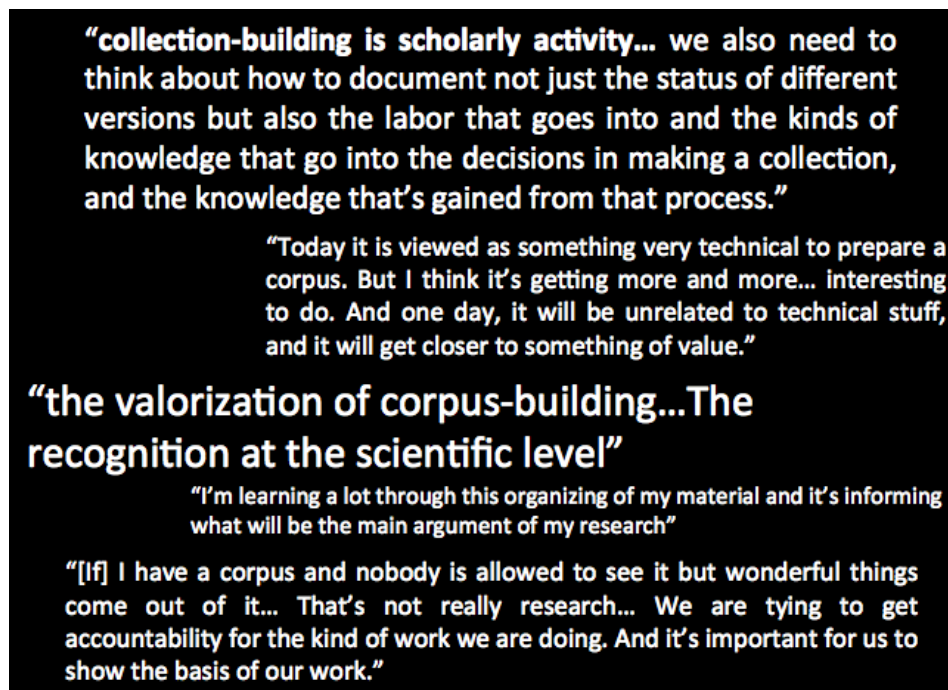 “collection-building is scholarly activity... we also need to
think about how to document not just the status of different
versions but also the labor that goes into and the kinds of
knowledge that go into the decisions in making a collection,
and the knowledge that’s gained from that process.”
“Today it is viewed as something very technical to prepare a
corpus. But I think it’s getting more and more... interesting
to do. And one day, it will be unrelated to technical stuff,
and it will get closer to something of value.”
“the valorization of corpus-building...The
recognition at the scientific level”
“I’m learning a lot through this organizing of my material and it’s informing
what will be the main argument of my research”
“[If] I have a corpus and nobody is allowed to see it but wonderful things
come out of it... That’s not really research... We are tying to get
accountability for the kind of work we are doing. And it’s important for us to
show the basis of our work.”